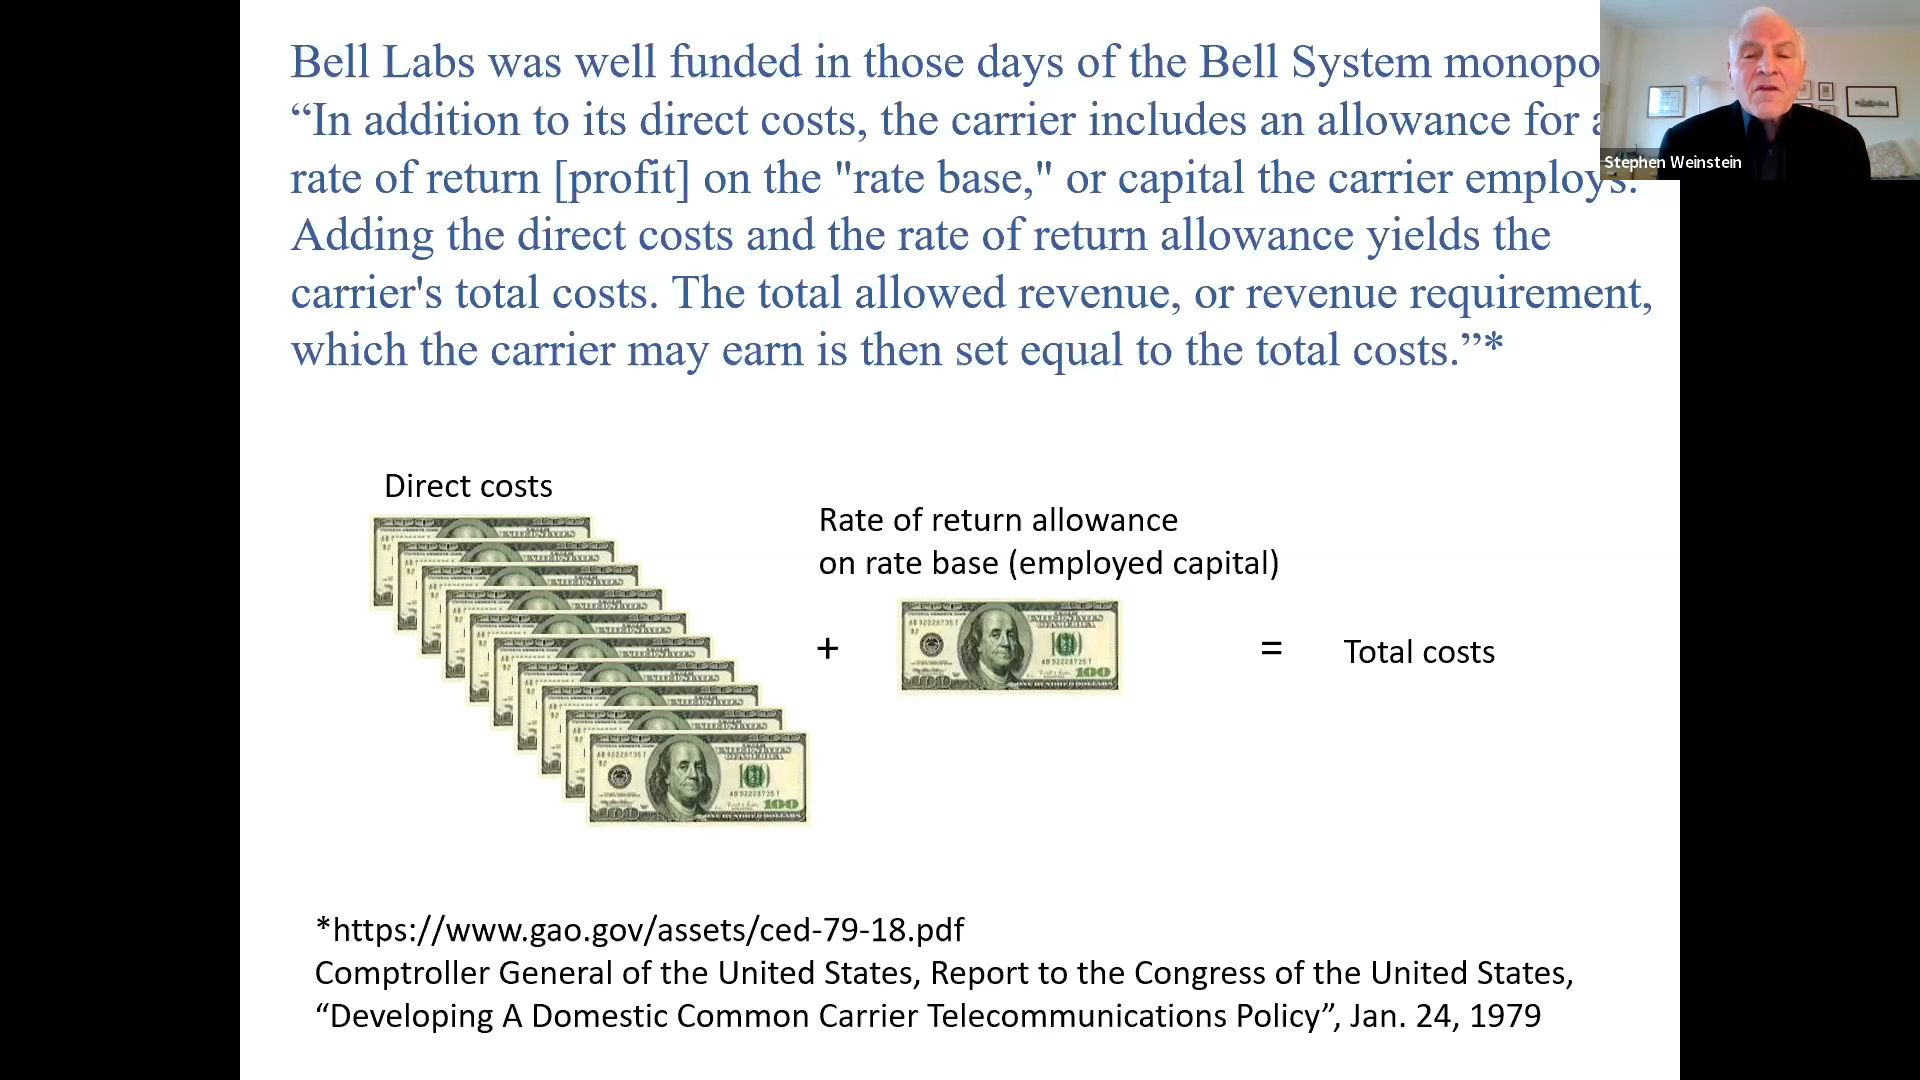 Bell Labs was well funded in those days of the Bell System
“In addition to its direct costs, the carrier includes an allowance for
rate of return [profit] on the "rate base," or capital the carrier employs.
Adding the direct costs and the rate of return allowance yields the
carrier's total costs. The total allowed revenue, or revenue requirement,
which the carrier may earn is then set equal to the total costs.”*
Stephen Weinstein
Direct costs
Rate of return allowance
on rate base (employed capital)
+
=
Total costs
100
100
*https://www.gao.gov/assets/ced-79-18.pdf
Comptroller General of the United States, Report to the Congress of the United States,
“Developing A Domestic Common Carrier Telecommunications Policy”, Jan. 24, 1979